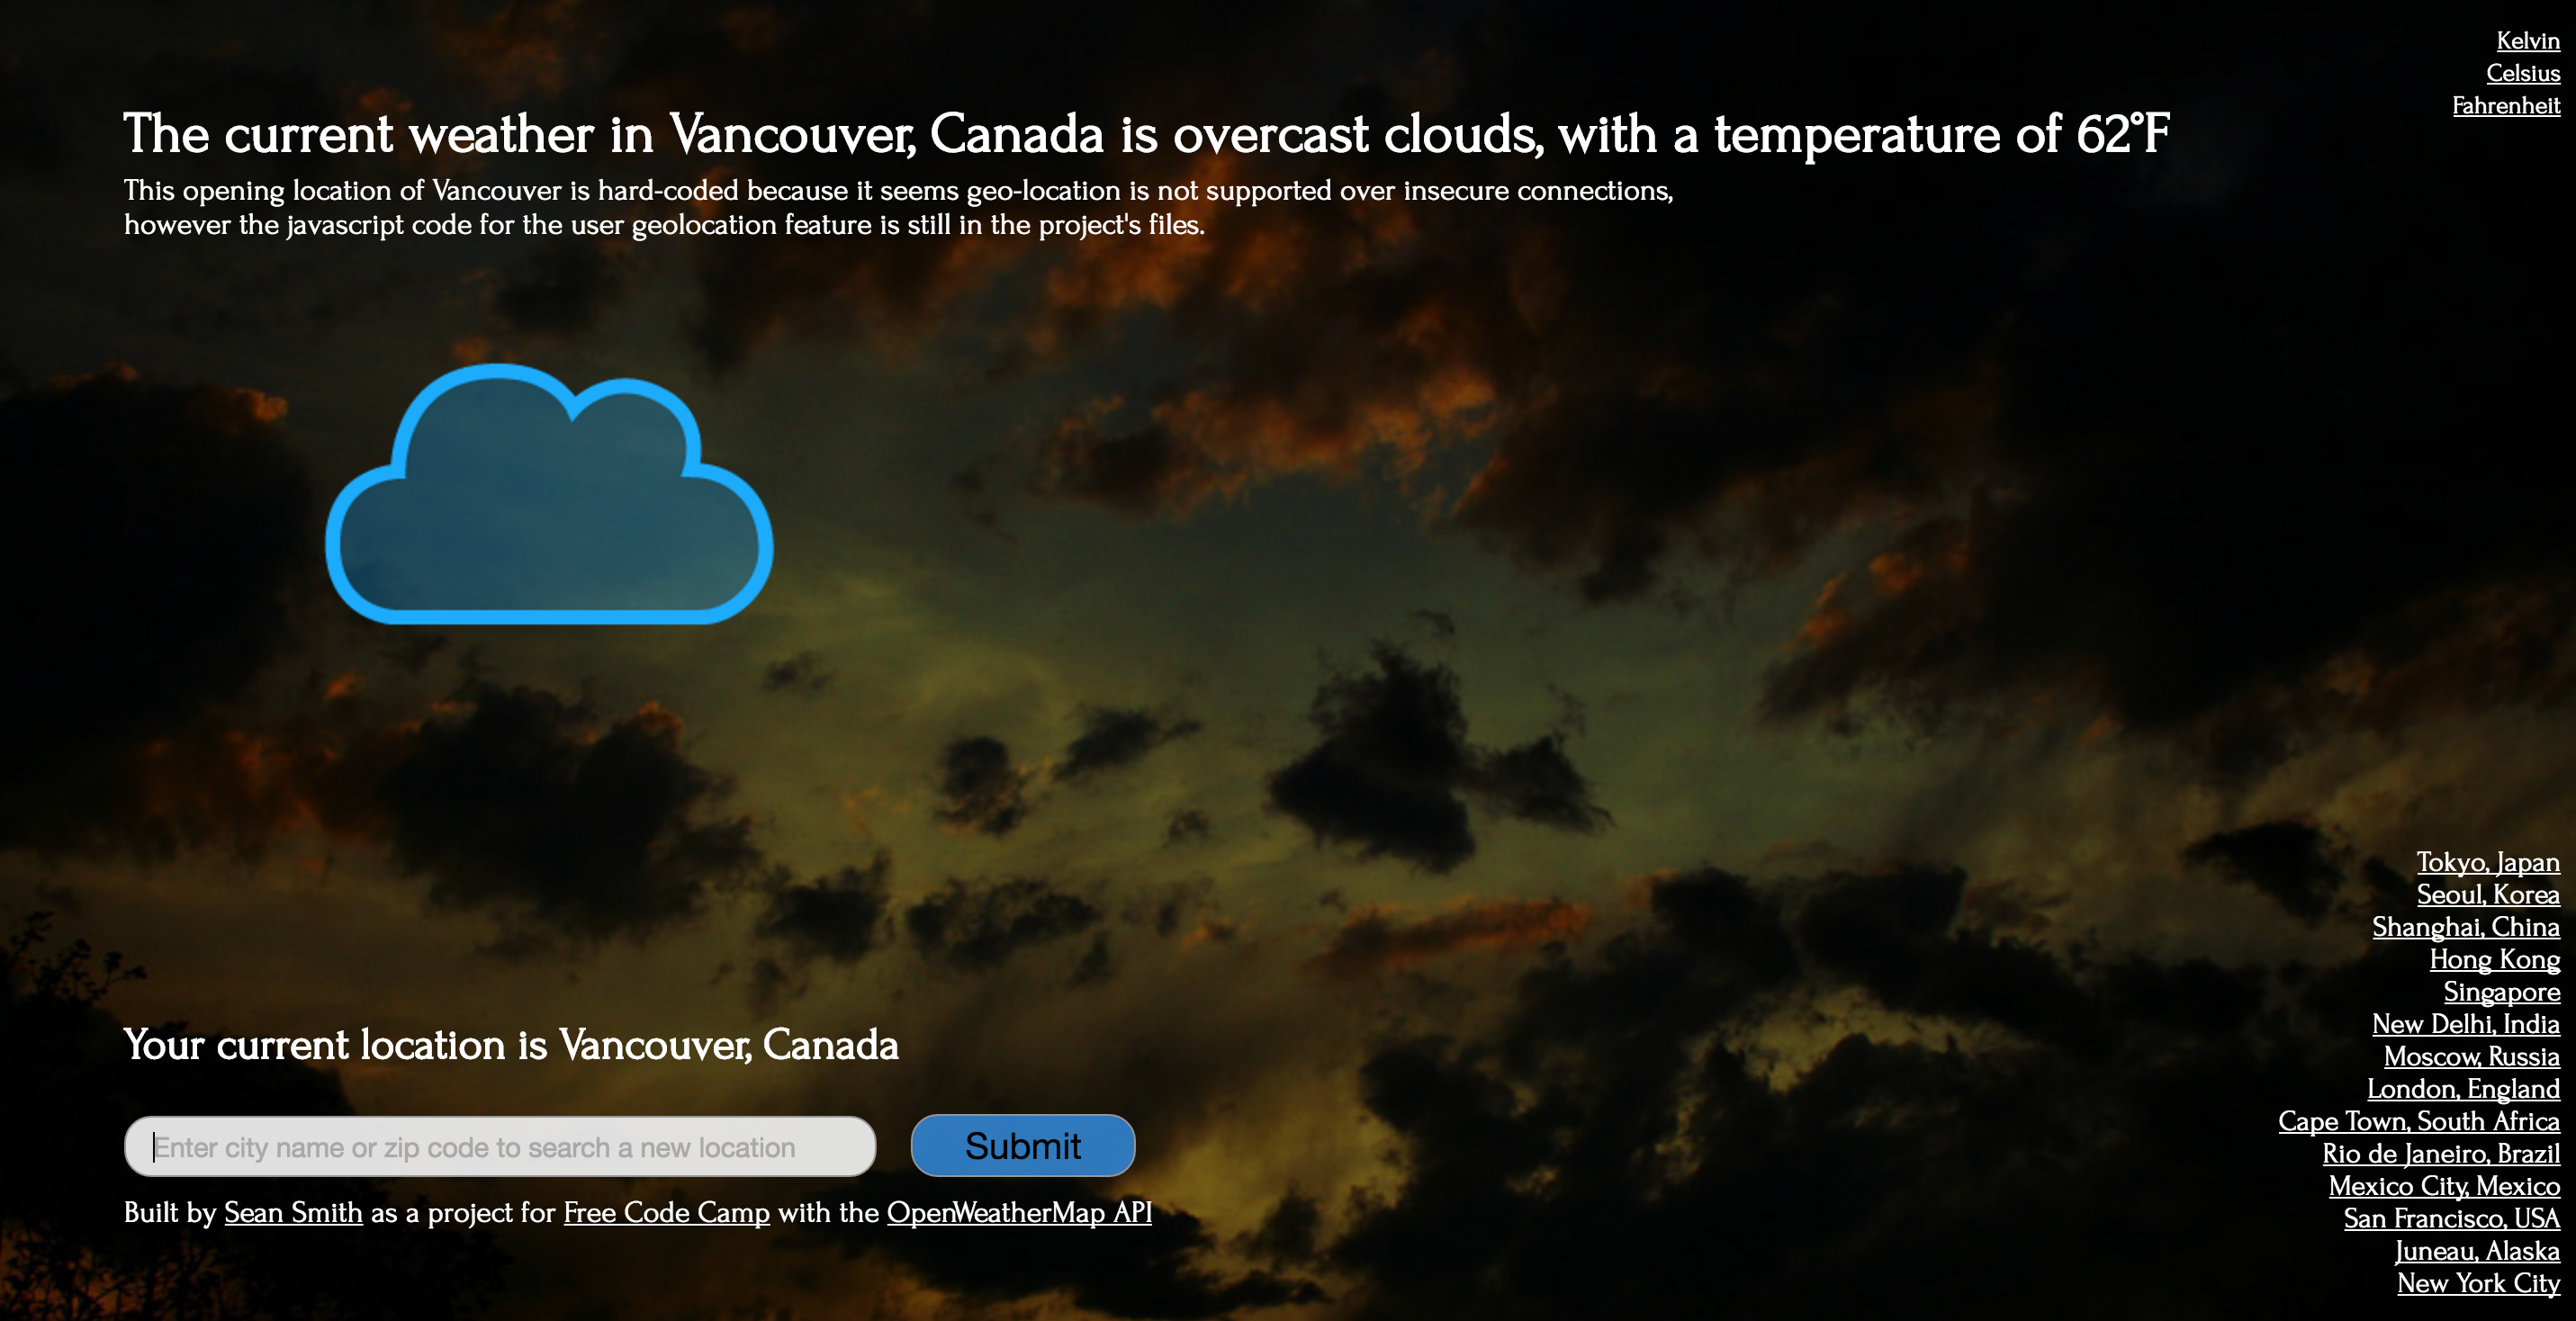 Kelvin
Celsius
Fahrenheit
The current weather in Vancouver, Canada is overcast clouds, with a temperature of 62°F
This opening location of Vancouver is hard-coded because it seems geo-location is not supported over insecure connections,
however the javascript code for the user geolocation feature is still in the project's files.
Your current location is Vancouver, Canada
Enter city name or zip code to search a new location
Submit
Built by Sean Smith as a project for Free Code Camp with the OpenWeatherMap API
Tokyo, Japan
Seoul, Korea
Shanghai, China
Hong Kong
Singapore
New Delhi, India
Moscow, Russia
London, England
Cape Town, South Africa
Rio de Janeiro, Brazil
Mexico City, Mexico
San Francisco, USA
Juneau, Alaska
New York City